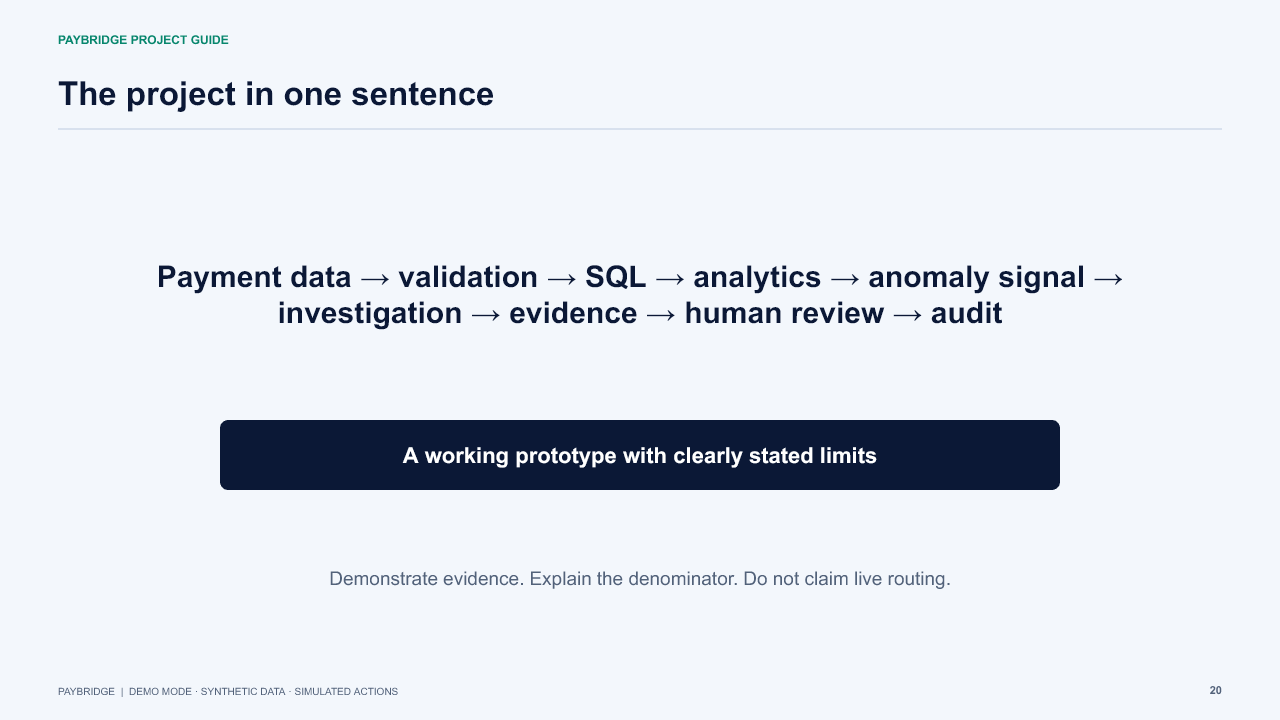 PAYBRIDGE PROJECT GUIDE
The project in one sentence
Payment data → validation → SQL → analytics → anomaly signal →
investigation → evidence → human review → audit
A working prototype with clearly stated limits
Demonstrate evidence. Explain the denominator. Do not claim live routing.
PAYBRIDGE | DEMO MODE · SYNTHETIC DATA · SIMULATED ACTIONS
20